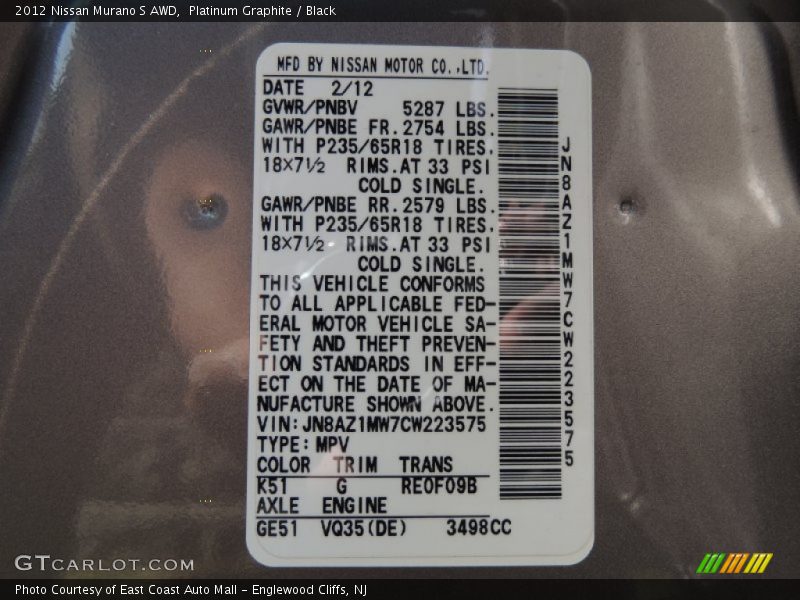 2012 Nissan Murano S AWD,  Platinum Graphite / Black
MFD BY NISSAN MOTOR CO.,LTD.
DATE 2/12
GVWR/PNBV 5287 LBS.
GAWR/PNBE FR.2754 LBS.
WITH P235/65R18 TIRES.
18×7½ RIMS.AT 33 PSI
COLD SINGLE.
GAWR/PNBE RR.2579 LBS.
WITH P235/65R18 TIRES.
18×7½ RIMS.AT 33 PSI
COLD SINGLE.
THIS VEHICLE CONFORMS
TO ALL APPLICABLE FED-
ERAL MOTOR VEHICLE SA-
FETY AND THEFT PREVEN-
TION STANDARDS IN EFF-
ECT ON THE DATE OF MA-
NUFACTURE SHOWN ABOVE.
VIN:JN8AZ1MW7CW223575
TYPE:MPV
COLOR TRIM TRANS
K51 G RE0F09B
AXLE ENGINE
GE51 VQ35(DE) 3498CC
JN8AZ1MW7CW223575
GTCARLOT.COM
Photo Courtesy of East Coast Auto Mall - Englewood Cliffs, NJ